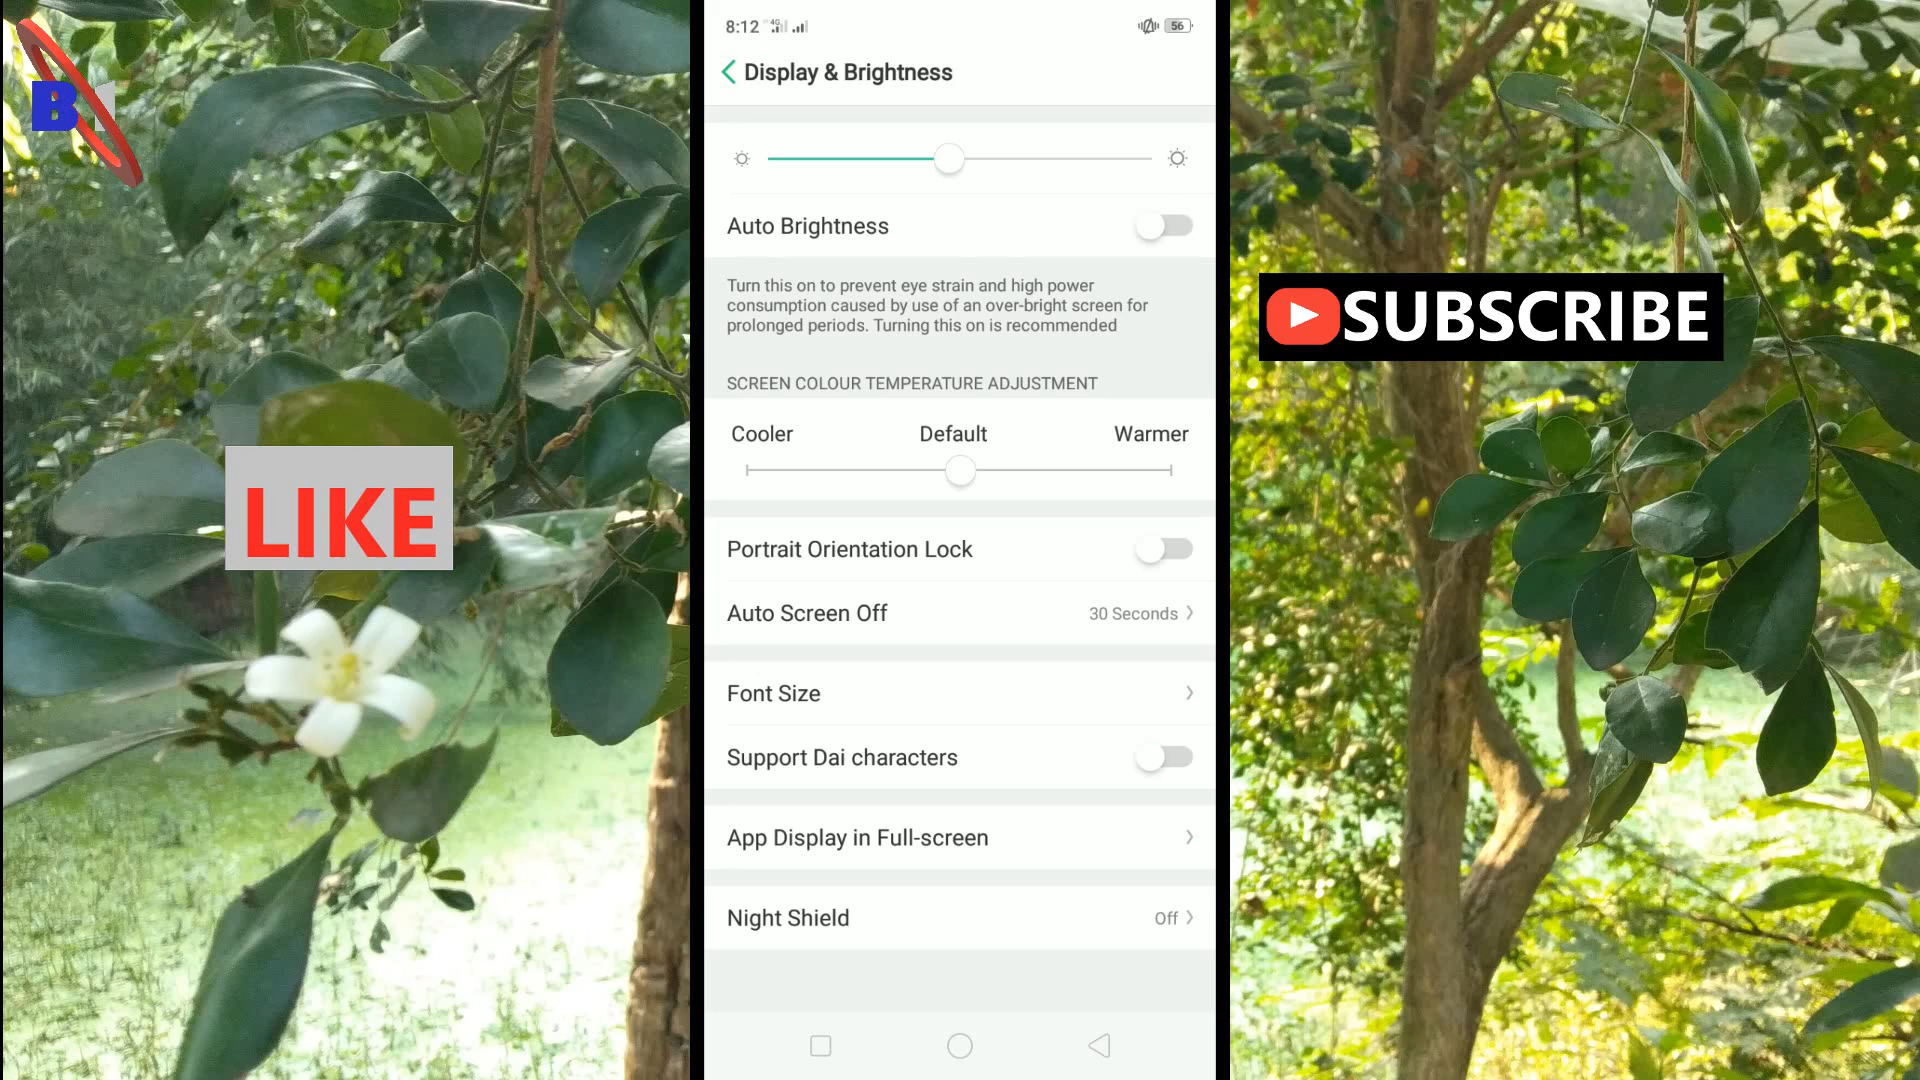 B
LIKE
8:12 4G 56
Display & Brightness
Auto Brightness
Turn this on to prevent eye strain and high power
consumption caused by use of an over-bright screen for
prolonged periods. Turning this on is recommended
SCREEN COLOUR TEMPERATURE ADJUSTMENT
Cooler Default Warmer
Portrait Orientation Lock
Auto Screen Off 30 Seconds
Font Size
Support Dai characters
App Display in Full-screen
Night Shield Off
SUBSCRIBE